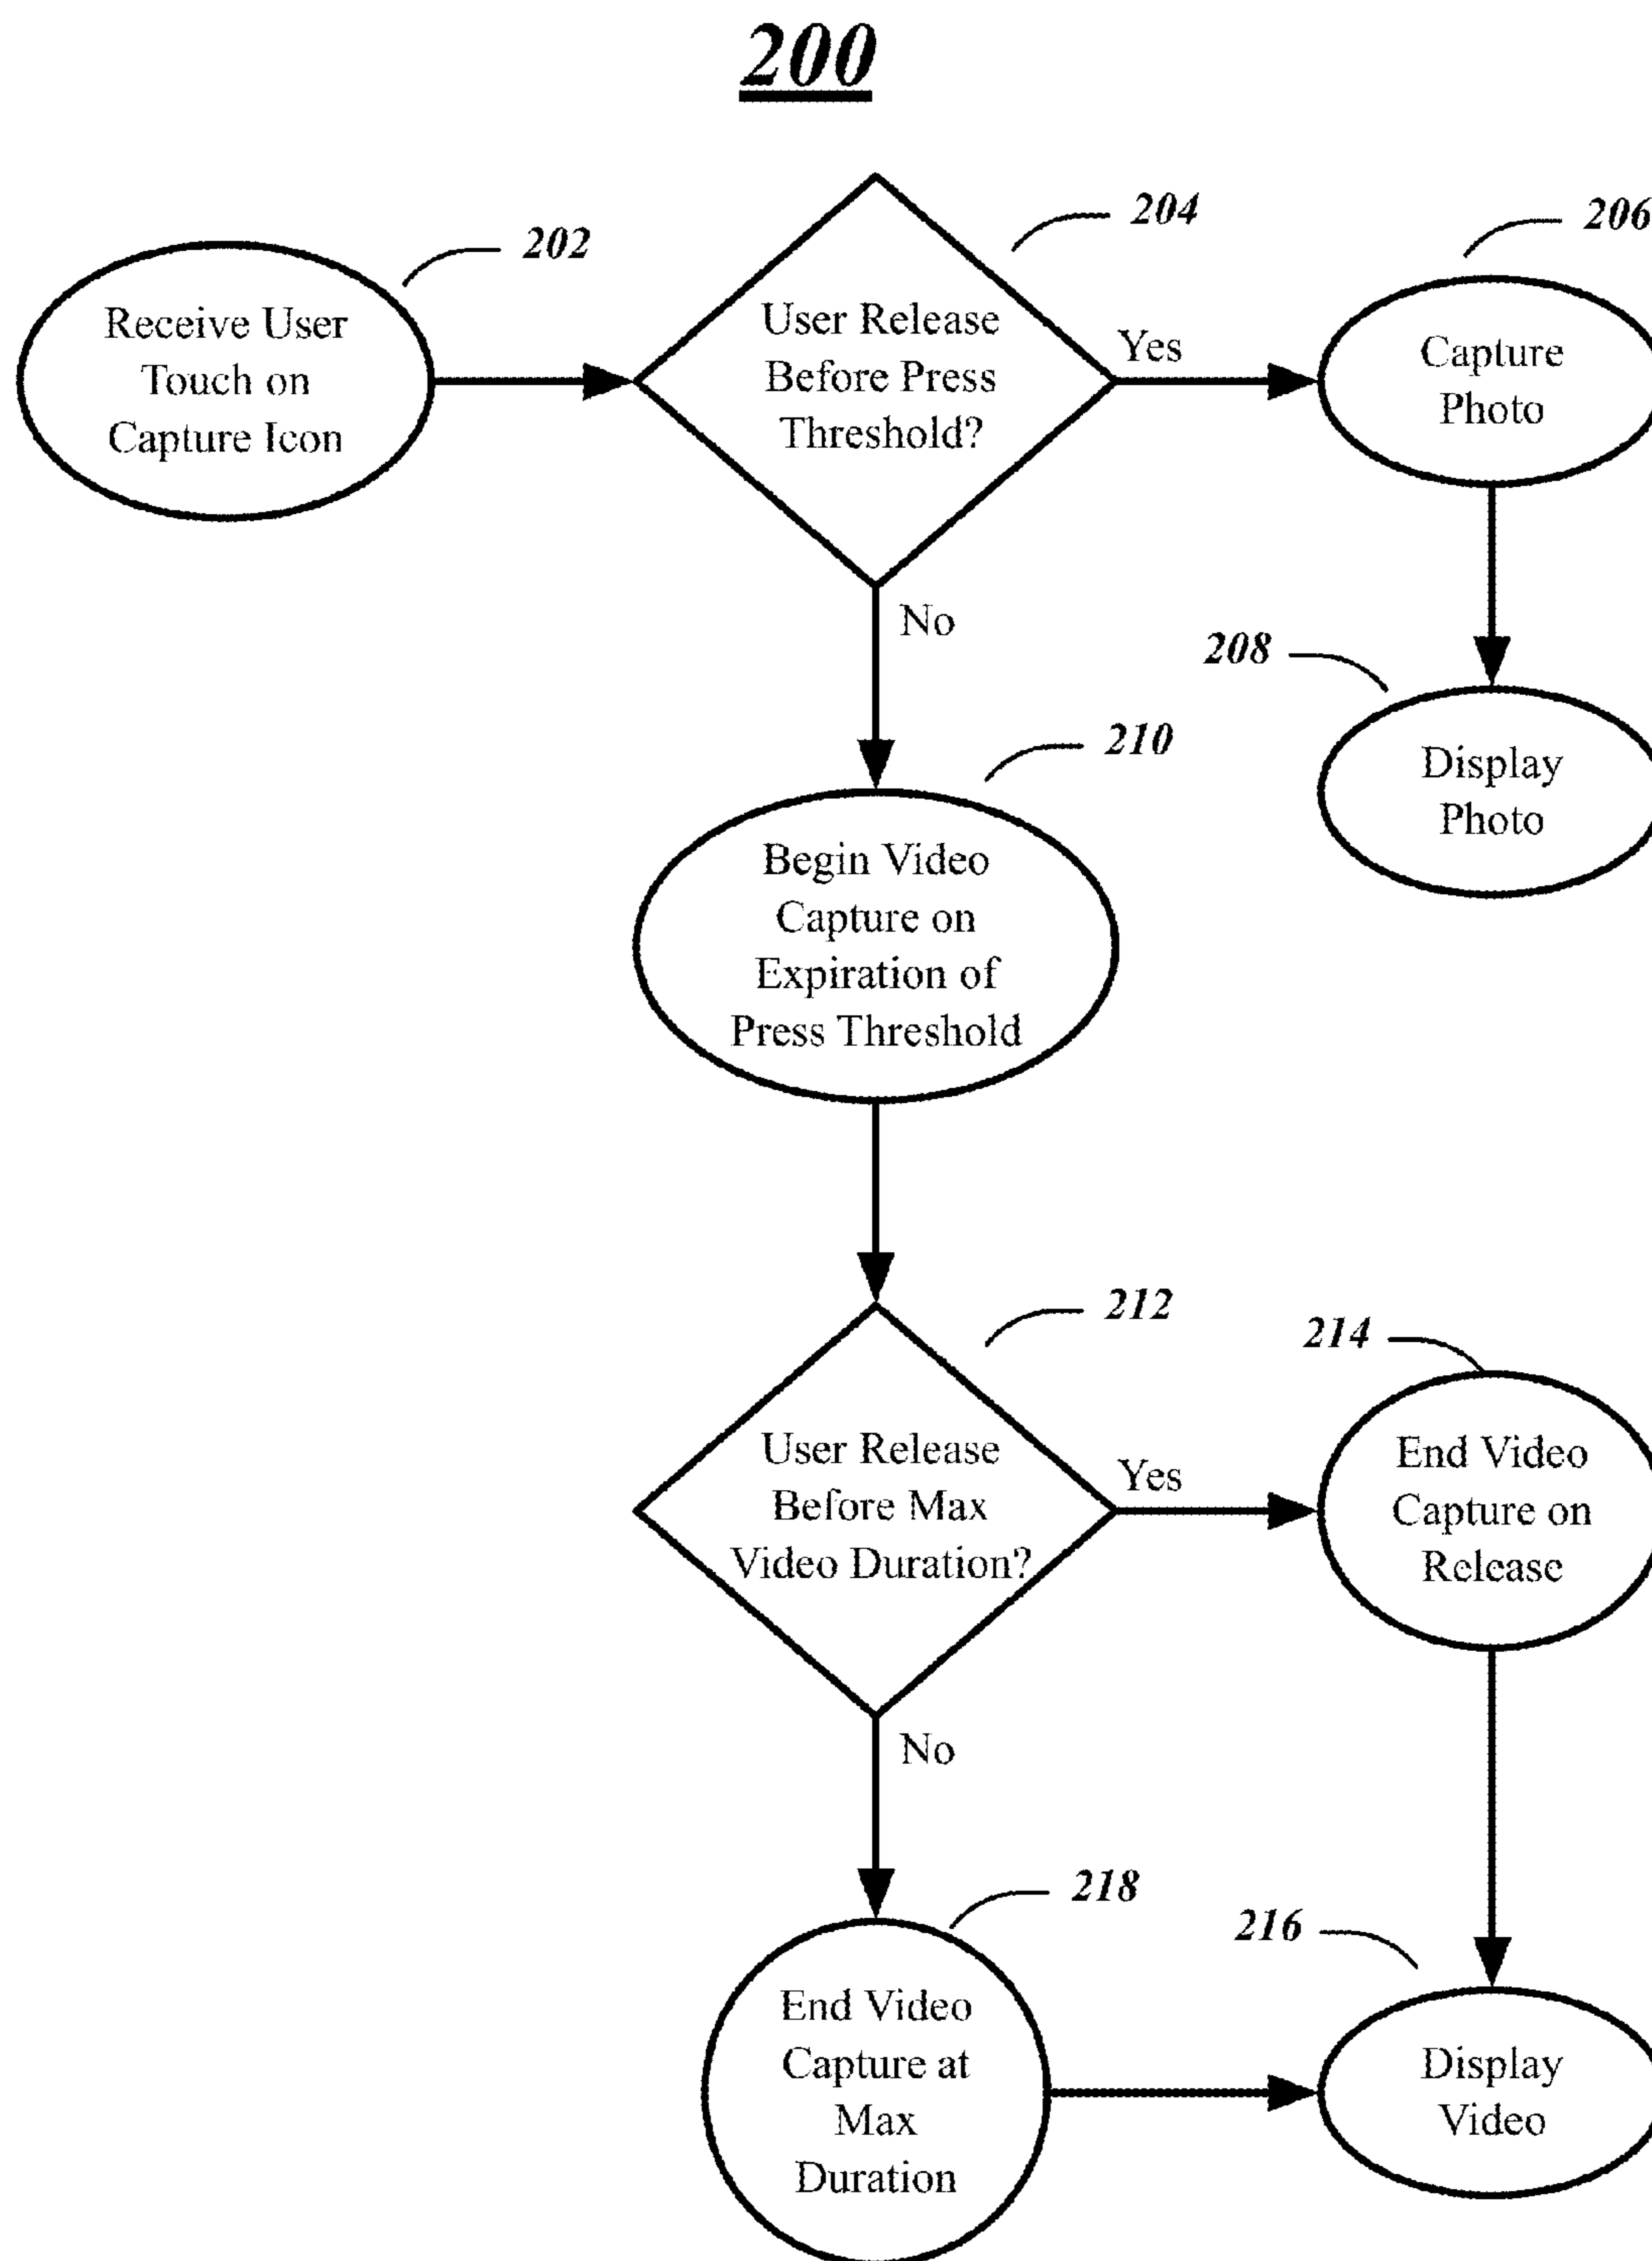 200
202
Receive User
Touch on
Capture Icon
204
User Release
Before Press
Threshold?
Yes
206
Capture
Photo
No
208
Display
Photo
210
Begin Video
Capture on
Expiration of
Press Threshold
212
User Release
Before Max
Video Duration?
Yes
214
End Video
Capture on
Release
No
218
End Video
Capture at
Max
Duration
216
Display
Video